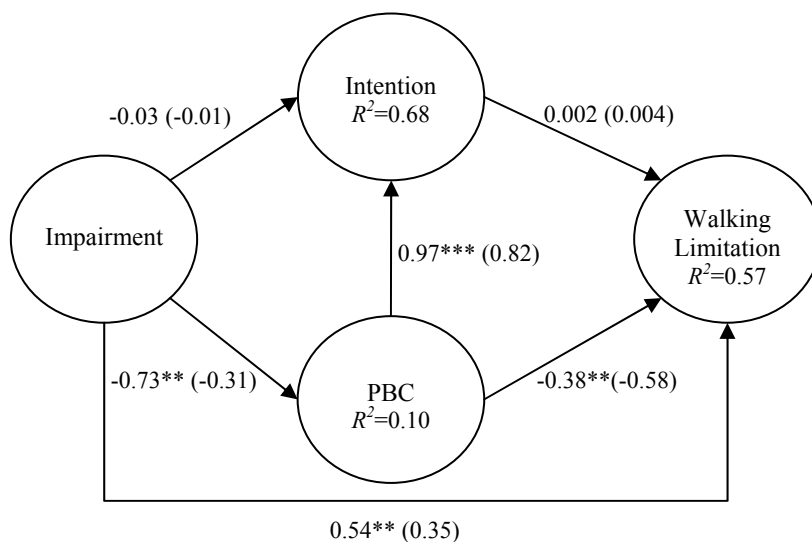 Intention
R²=0.68
-0.03 (-0.01)
0.002 (0.004)
Impairment
Walking
Limitation
R²=0.57
0.97*** (0.82)
-0.73** (-0.31)
PBC
R²=0.10
-0.38**(-0.58)
0.54** (0.35)